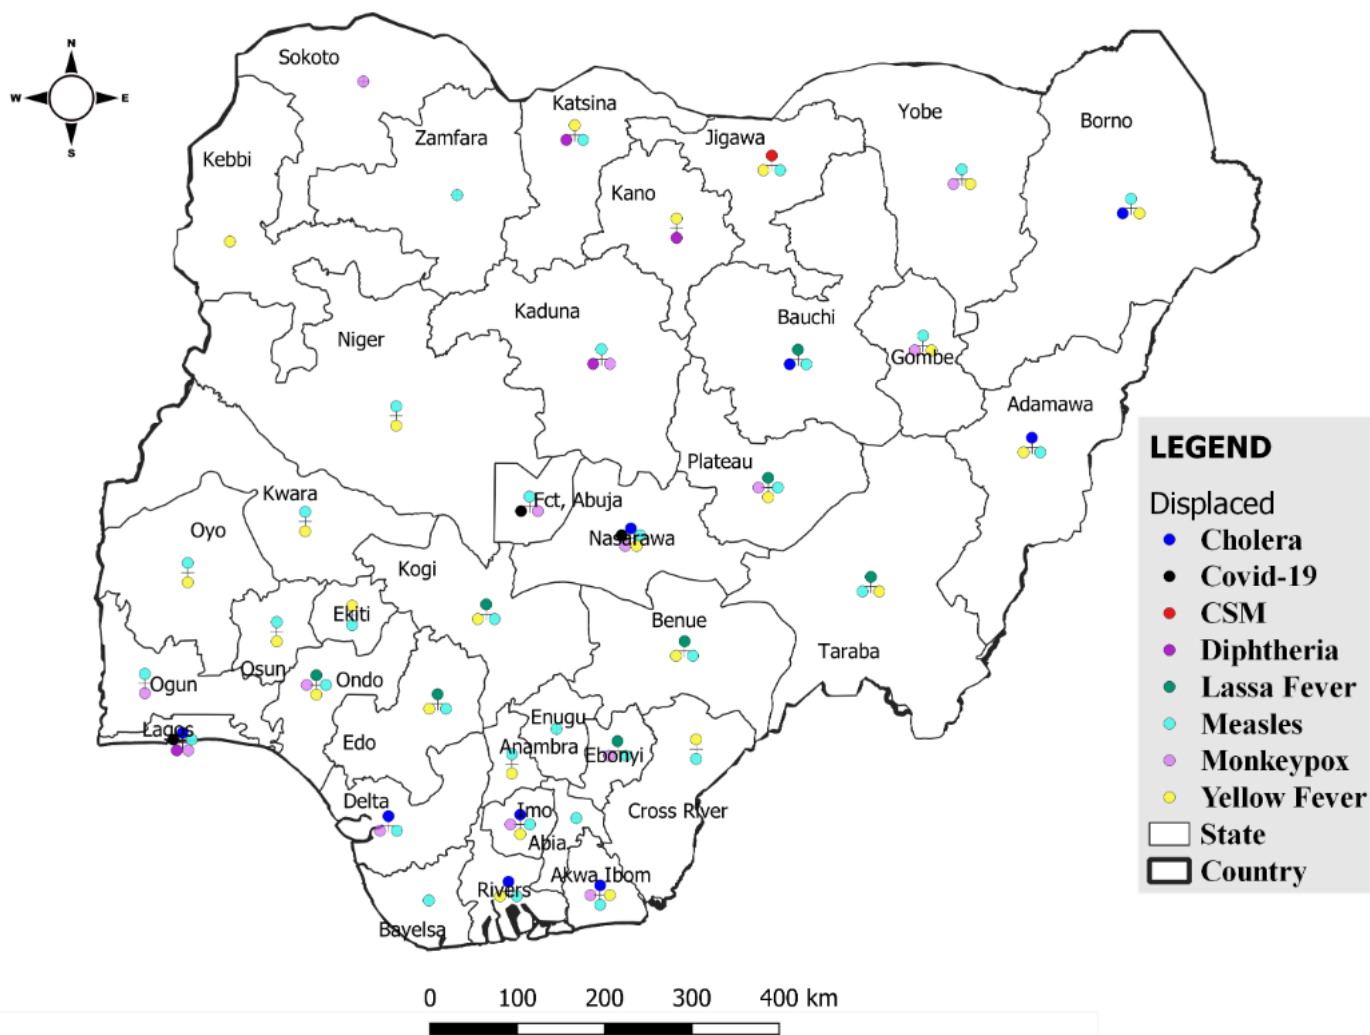 N
W
E
S
Sokoto
Katsina
Yobe
Borno
Zamfara
Jigawa
Kebbi
Kano
Kaduna
Bauchi
Niger
Gombe
Adamawa
Plateau
Kwara
Fct, Abuja
Oyo
Nasarawa
Kogi
Ekiti
Benue
Taraba
Osun
Ondo
Ogun
Lagos
Enugu
Edo
Anambra
Ebonyi
Delta
Imo
Cross River
Abia
Akwa Ibom
Rivers
Bayelsa
LEGEND
Displaced
Cholera
Covid-19
CSM
Diphtheria
Lassa Fever
Measles
Monkeypox
Yellow Fever
State
Country
0 100 200 300 400 km